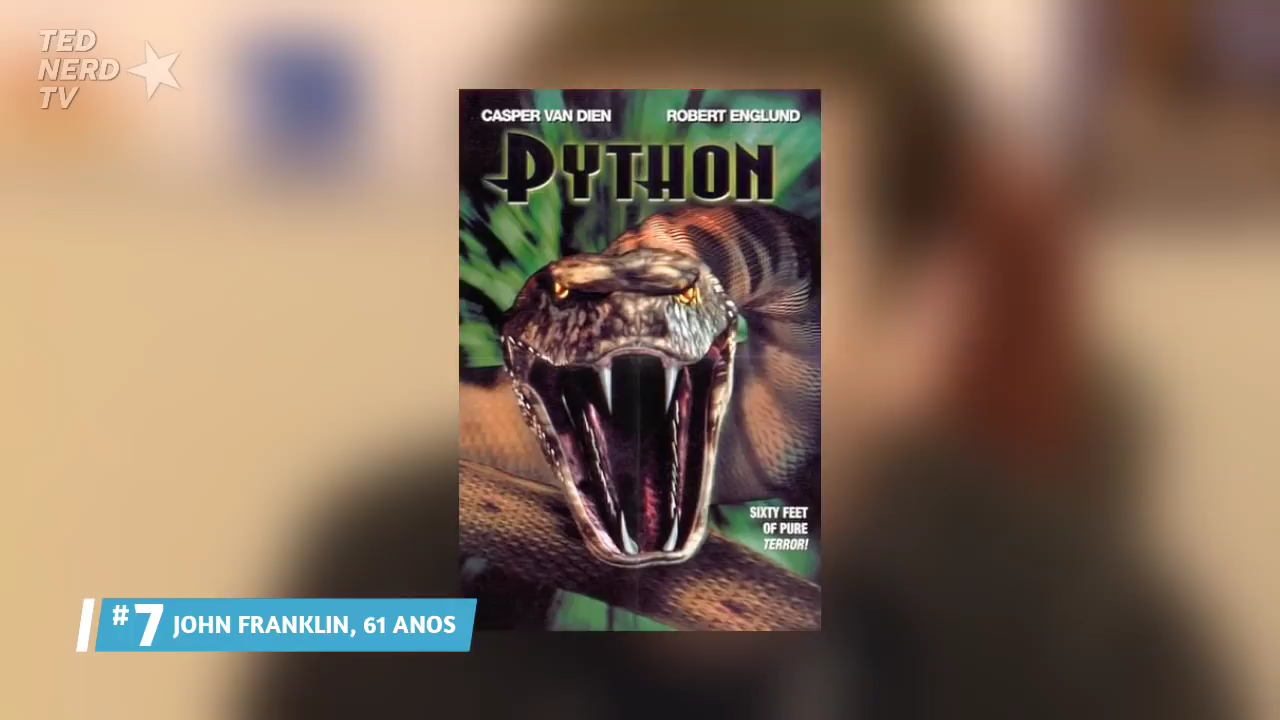 TED
NERD
TV
CASPER VAN DIEN
ROBERT ENGLUND
PYTHON
SIXTY FEET
OF PURE
TERROR!
#7 JOHN FRANKLIN, 61 ANOS